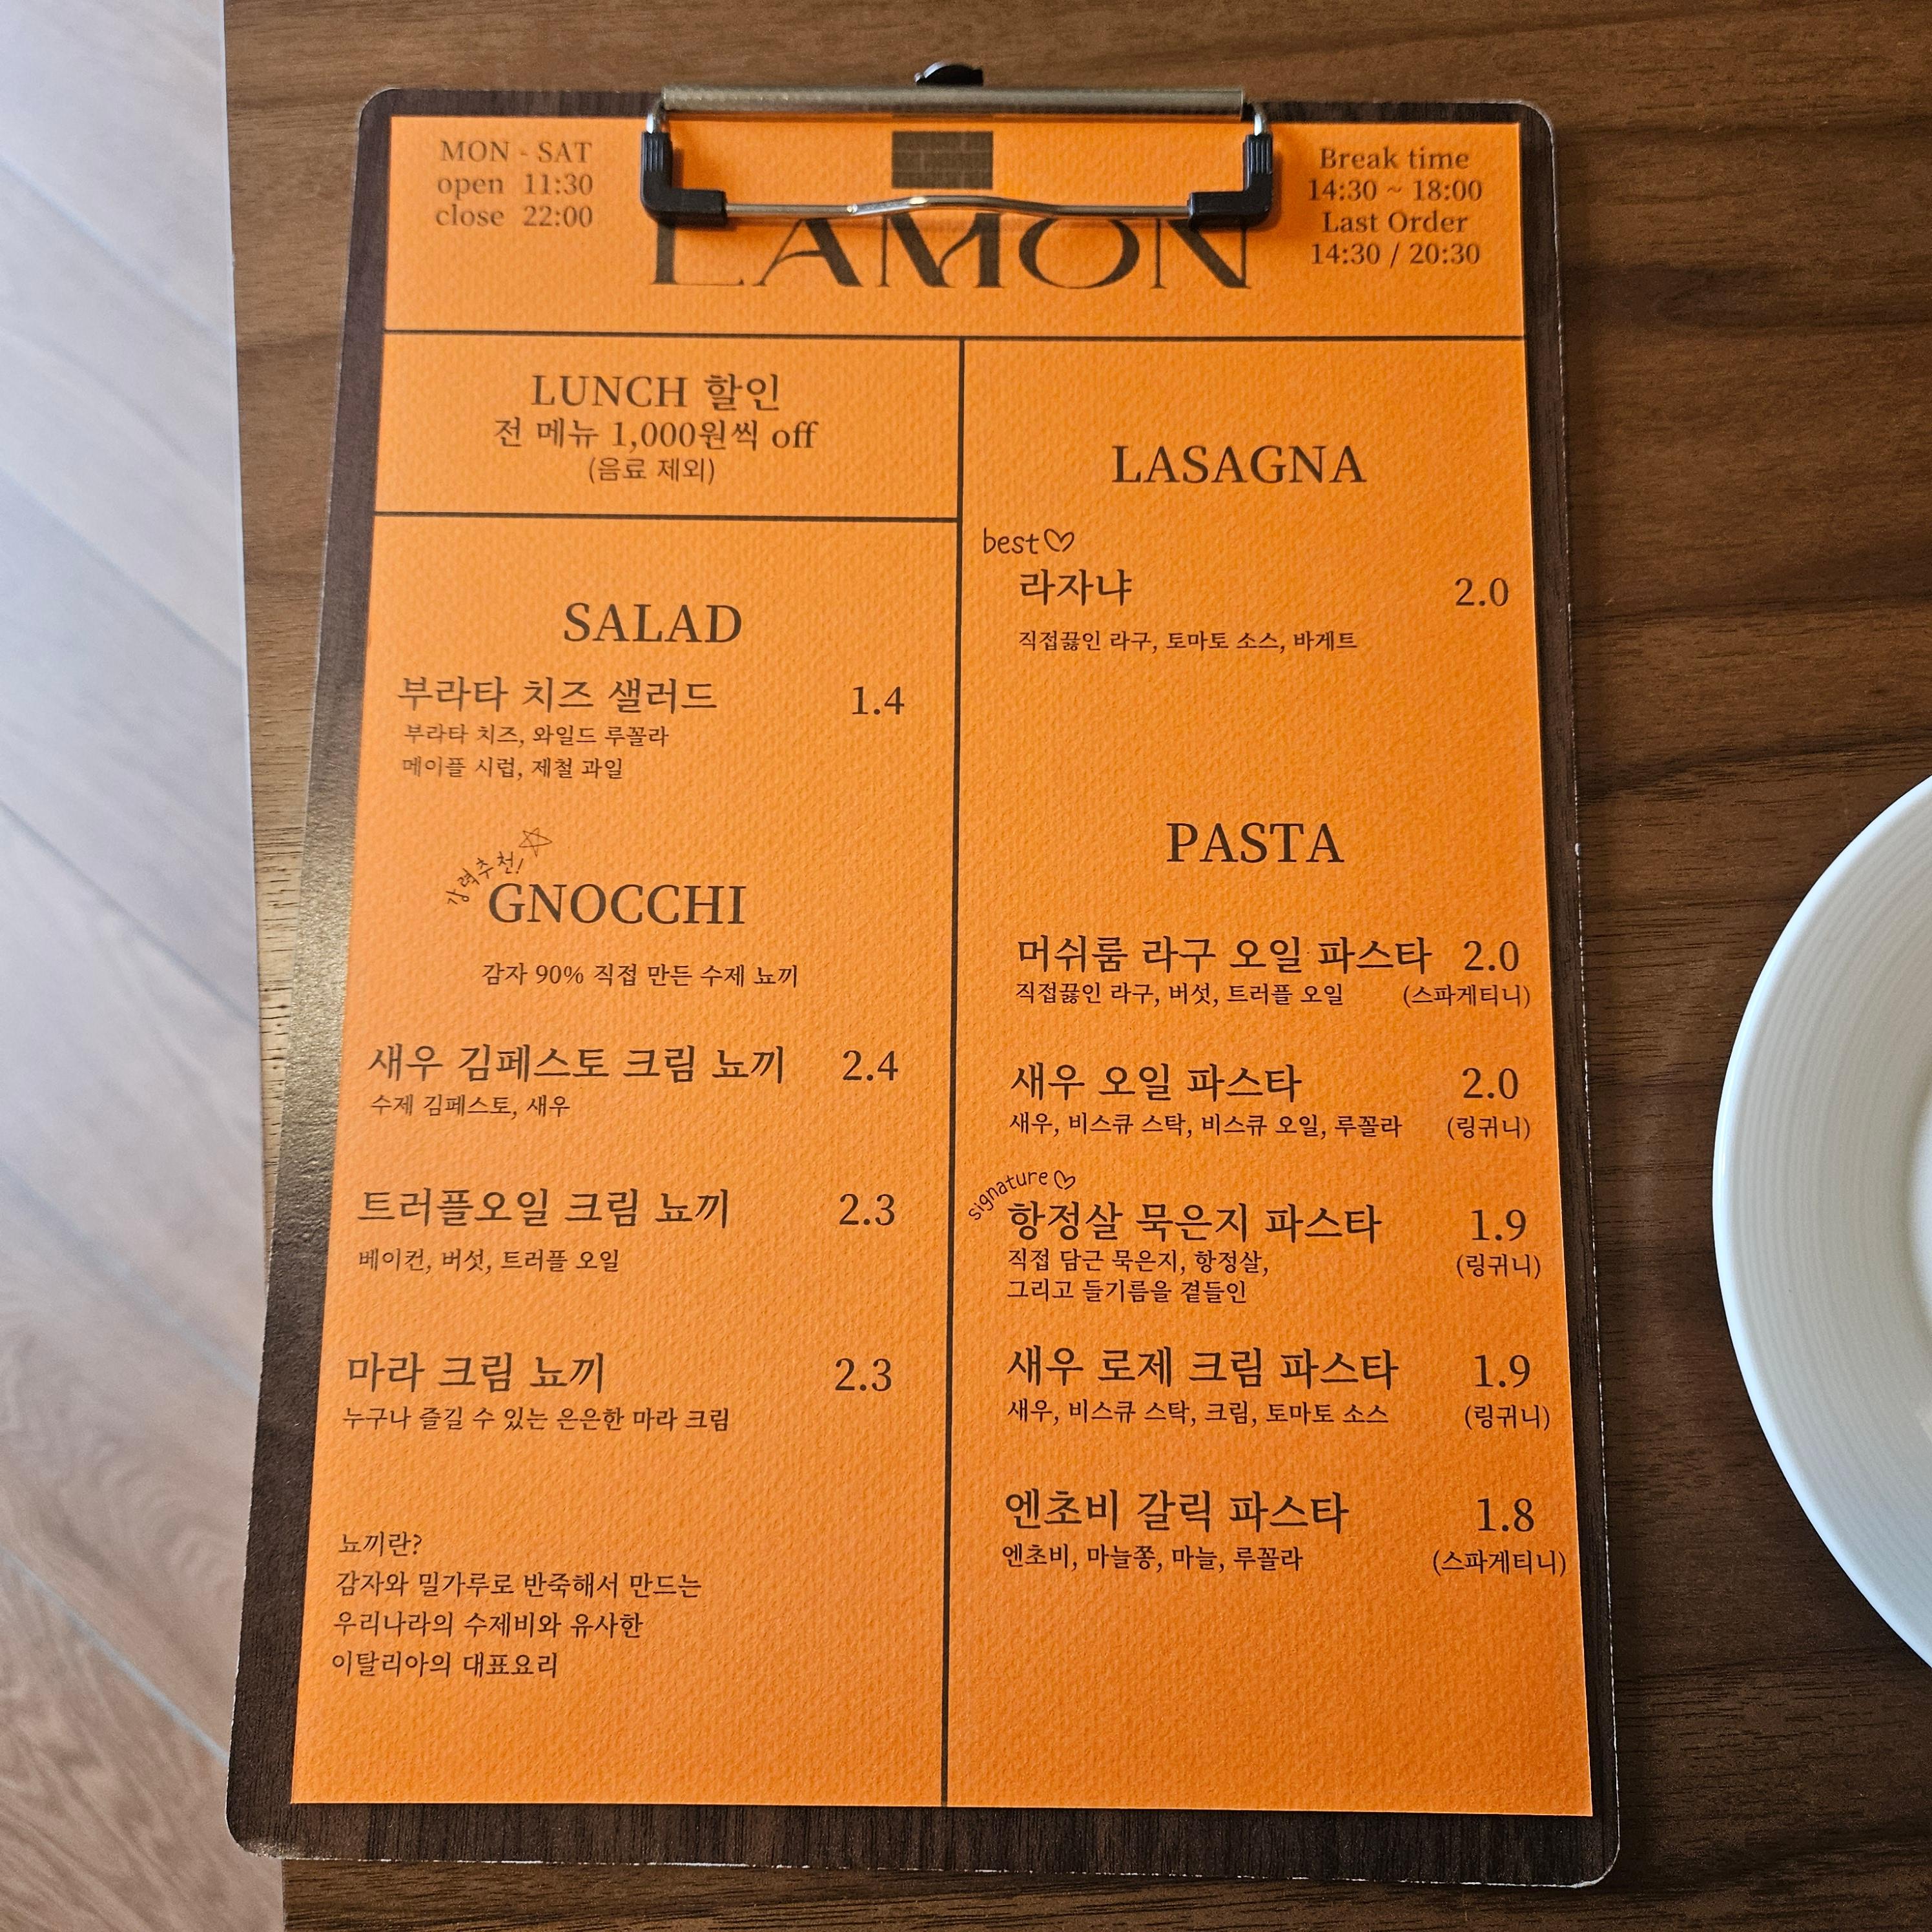 MON - SAT
open 11:30
close 22:00
LAMON
Break time
14:30 ~ 18:00
Last Order
14:30 / 20:30
LUNCH 할인
전 메뉴 1,000원씩 off
(음료 제외)
SALAD
부라타 치즈 샐러드 1.4
부라타 치즈, 와일드 루꼴라
메이플 시럽, 제철 과일
강력추천!
GNOCCHI
감자 90% 직접 만든 수제 뇨끼
새우 김페스토 크림 뇨끼 2.4
수제 김페스토, 새우
트러플오일 크림 뇨끼 2.3
베이컨, 버섯, 트러플 오일
마라 크림 뇨끼 2.3
누구나 즐길 수 있는 은은한 마라 크림
뇨끼란?
감자와 밀가루로 반죽해서 만드는
우리나라의 수제비와 유사한
이탈리아의 대표요리
LASAGNA
best♡
라자냐 2.0
직접끓인 라구, 토마토 소스, 바게트
PASTA
머쉬룸 라구 오일 파스타 2.0
직접끓인 라구, 버섯, 트러플 오일 (스파게티니)
새우 오일 파스타 2.0
새우, 비스큐 스탁, 비스큐 오일, 루꼴라 (링귀니)
signature♡
항정살 묵은지 파스타 1.9
직접 담근 묵은지, 항정살, (링귀니)
그리고 들기름을 곁들인
새우 로제 크림 파스타 1.9
새우, 비스큐 스탁, 크림, 토마토 소스 (링귀니)
엔초비 갈릭 파스타 1.8
엔초비, 마늘쫑, 마늘, 루꼴라 (스파게티니)